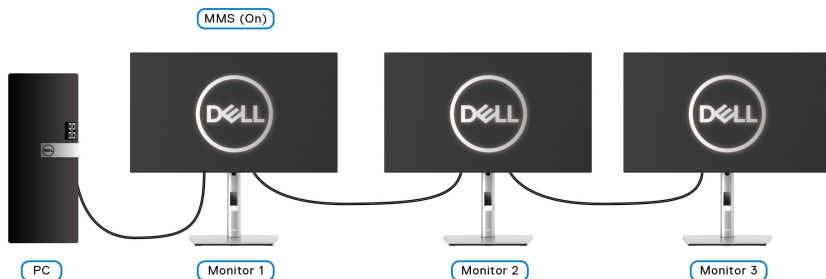 MMS (On)
DELL
DELL
DELL
DELL
PC
Monitor 1
Monitor 2
Monitor 3